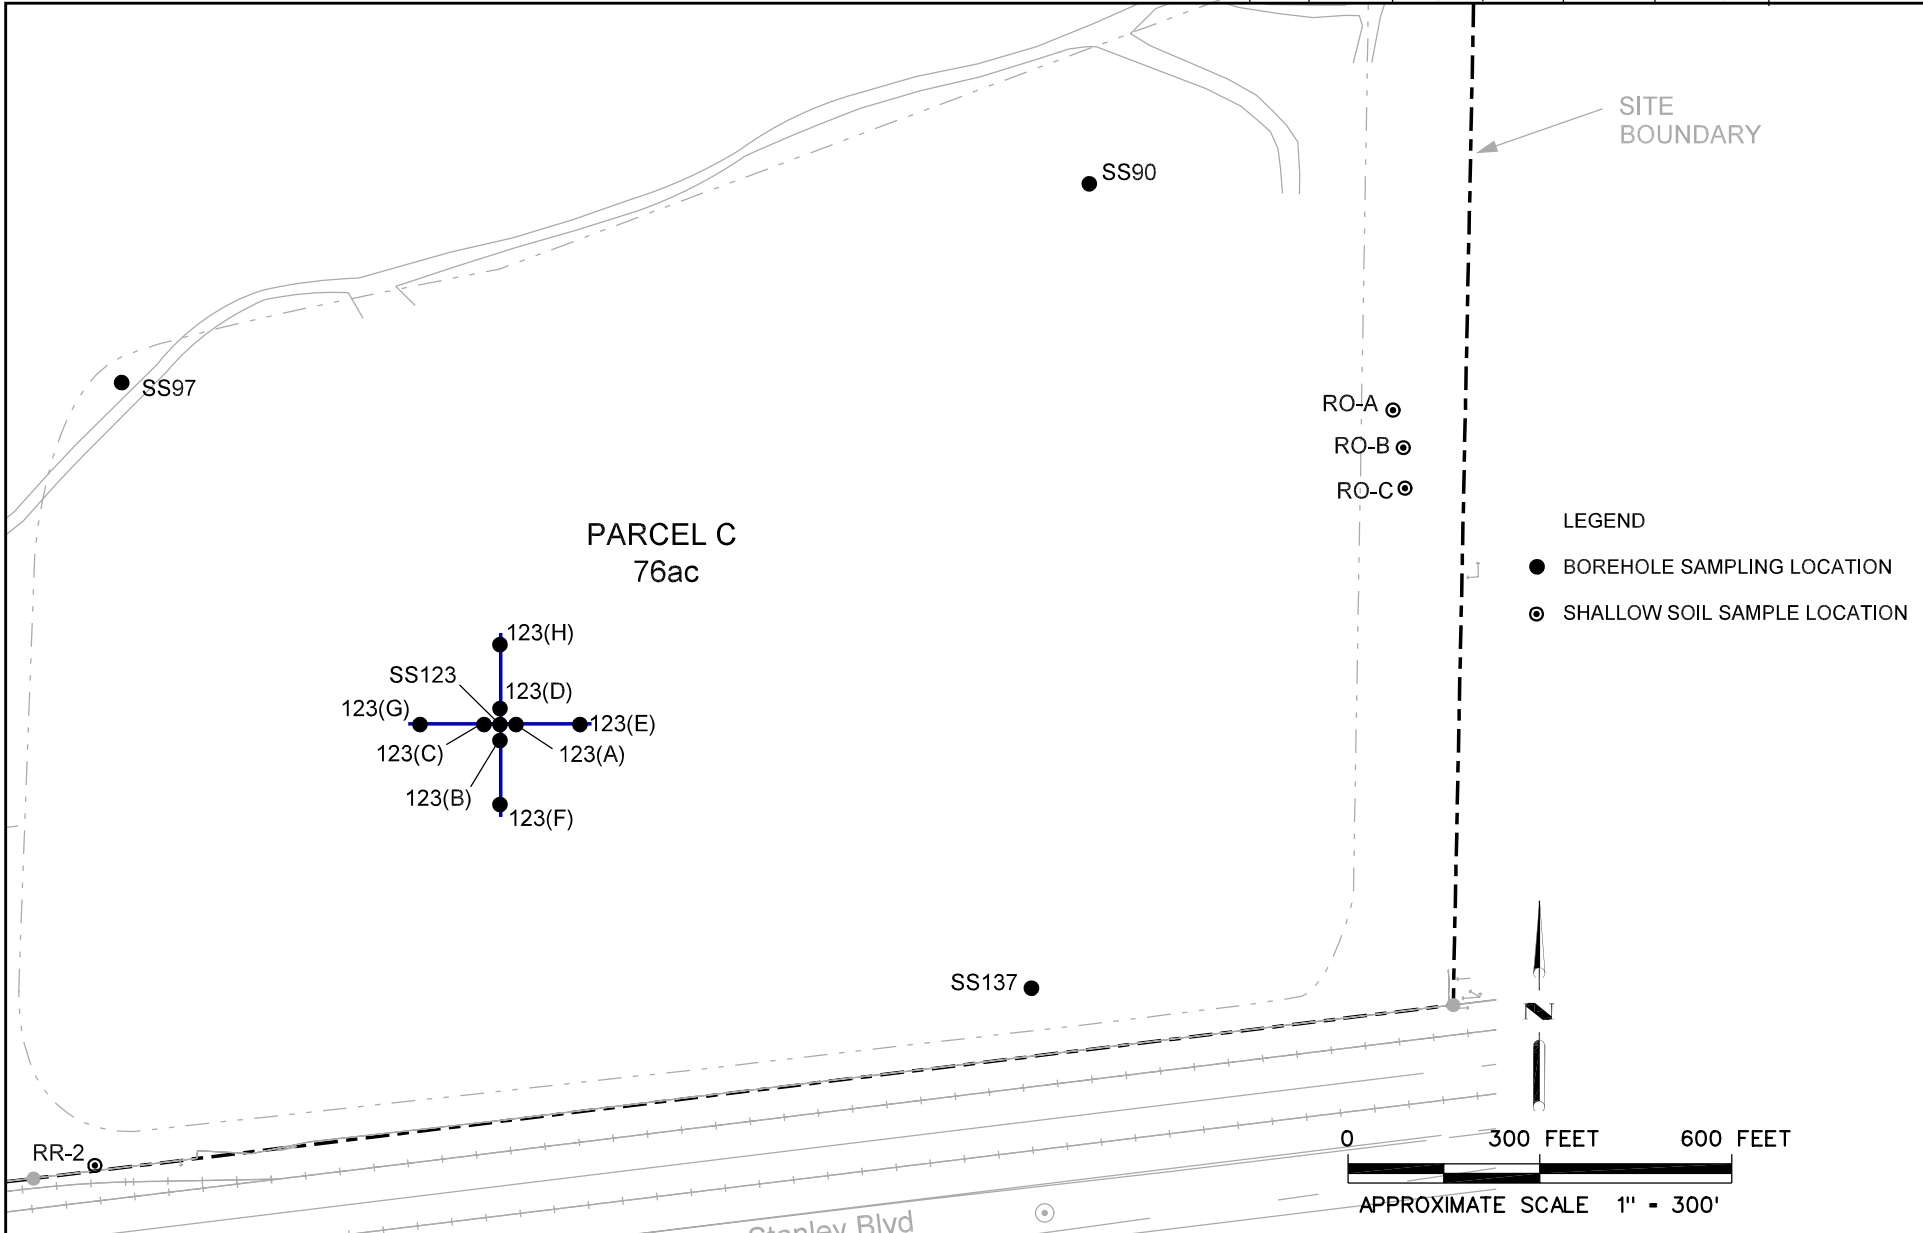 SITE
BOUNDARY
SS90
SS97
RO-A
RO-B
RO-C
PARCEL C
76ac
LEGEND
BOREHOLE SAMPLING LOCATION
SHALLOW SOIL SAMPLE LOCATION
123(H)
SS123
123(D)
123(G)
123(E)
123(C)
123(A)
123(B)
123(F)
SS137
N
RR-2
0 300 FEET 600 FEET
APPROXIMATE SCALE 1" - 300'
Stanley Blvd